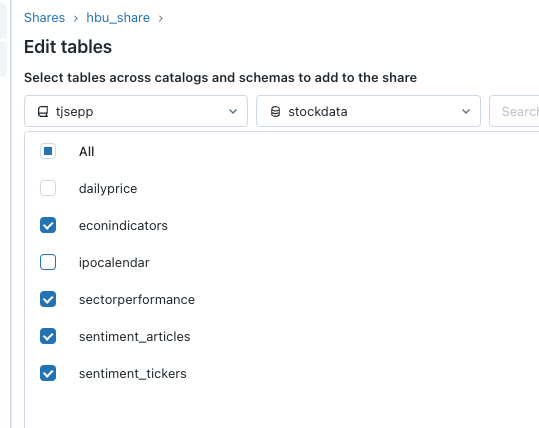 Shares > hbu_share >
Edit tables
Select tables across catalogs and schemas to add to the share
tjsepp stockdata Search
All
dailyprice
econindicators
ipocalendar
sectorperformance
sentiment_articles
sentiment_tickers